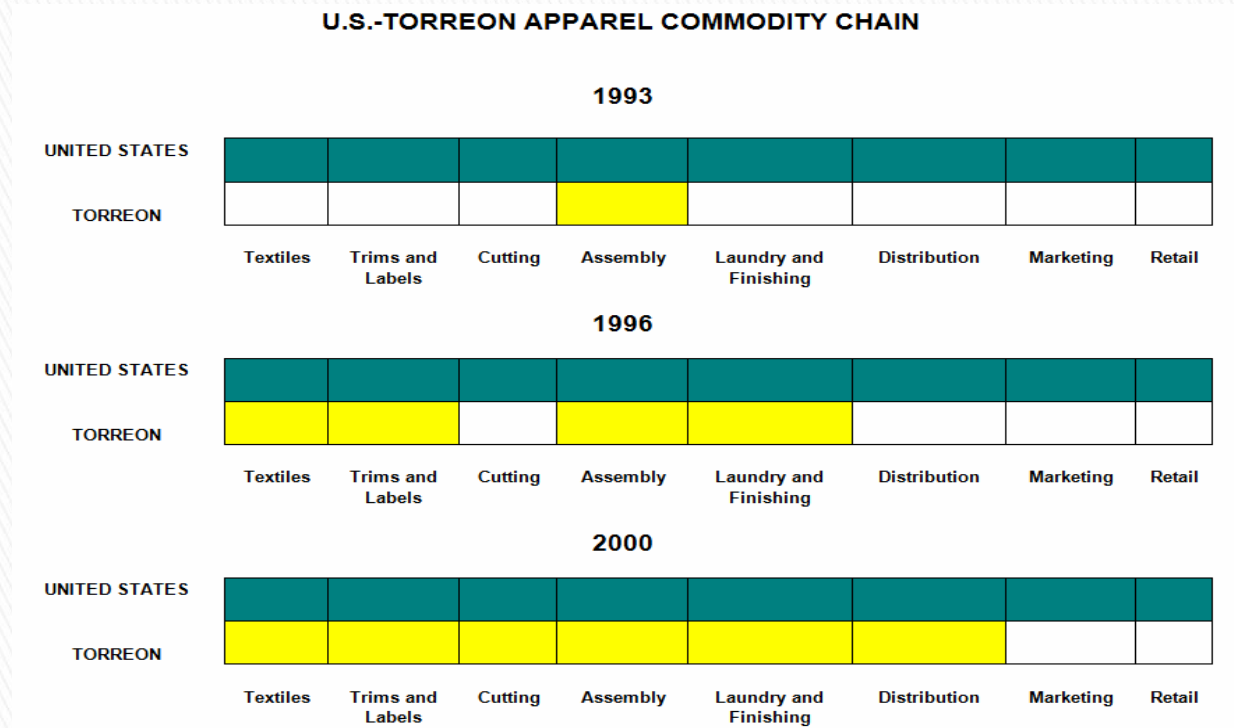 U.S.-TORREON APPAREL COMMODITY CHAIN
1993
UNITED STATES
TORREON
Textiles Trims and Labels Cutting Assembly Laundry and Finishing Distribution Marketing Retail
1996
UNITED STATES
TORREON
Textiles Trims and Labels Cutting Assembly Laundry and Finishing Distribution Marketing Retail
2000
UNITED STATES
TORREON
Textiles Trims and Labels Cutting Assembly Laundry and Finishing Distribution Marketing Retail